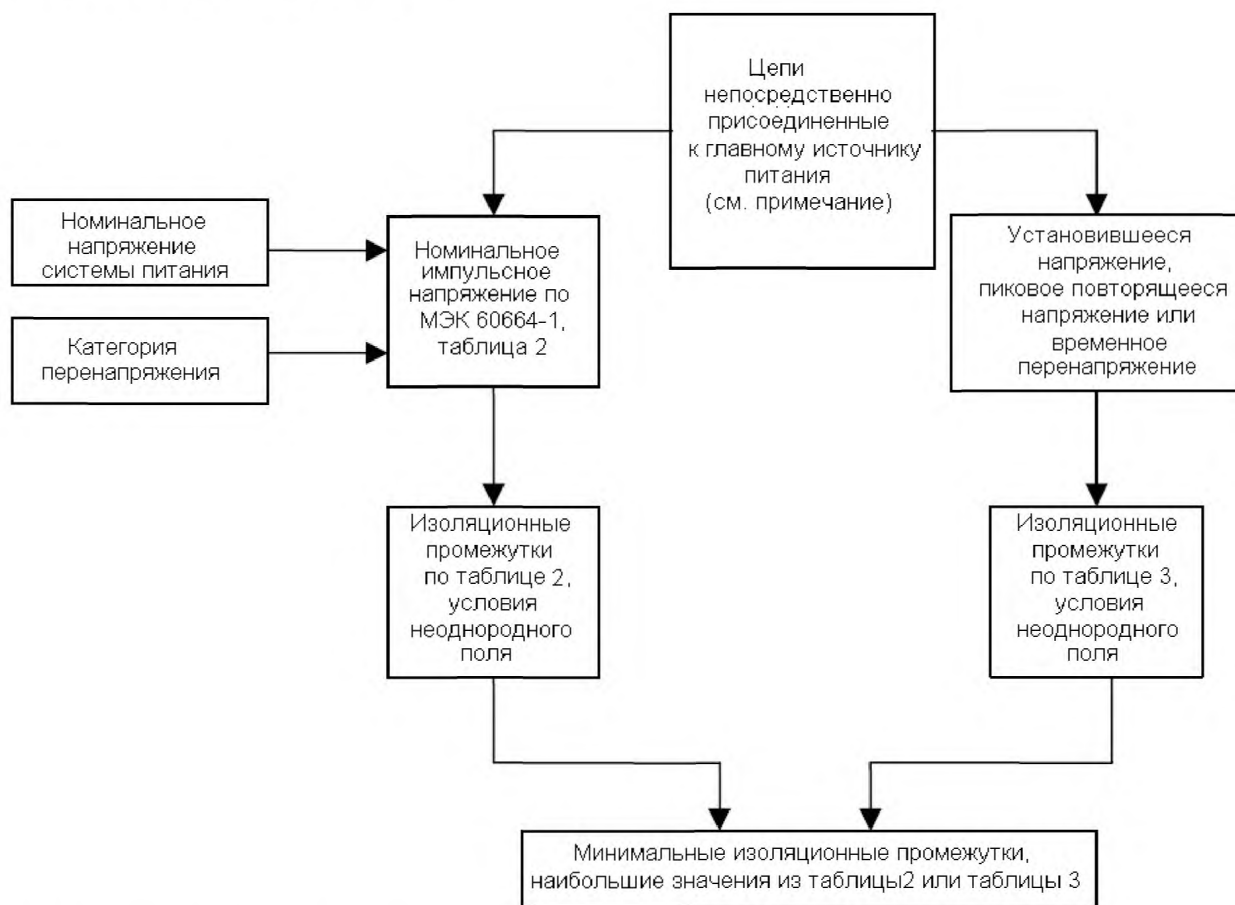 Цепи
непосредственно
присоединенные
к главному источнику
питания
(см. примечание)
Номинальное
напряжение
системы питания
Категория
перенапряжения
Номинальное
импульсное
напряжение по
МЭК 60664-1,
таблица 2
Установившееся
напряжение,
пиковое повторящееся
напряжение или
временное
перенапряжение
Изоляционные
промежутки
по таблице 2,
условия
неоднородного
поля
Изоляционные
промежутки
по таблице 3,
условия
неоднородного
поля
Минимальные изоляционные промежутки,
наибольшие значения из таблицы2 или таблицы 3